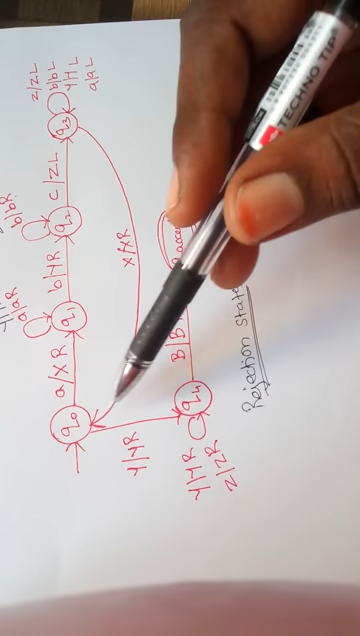 z/zL
b/bL
y/yL
a/aL
q3
c/zL
q2
b/bR
b/yR
q1
a/aR
a/xR
q0
x/xR
y/yR
q4
y/yR
z/zR
B/B
Rejection State
TECHNO TIP